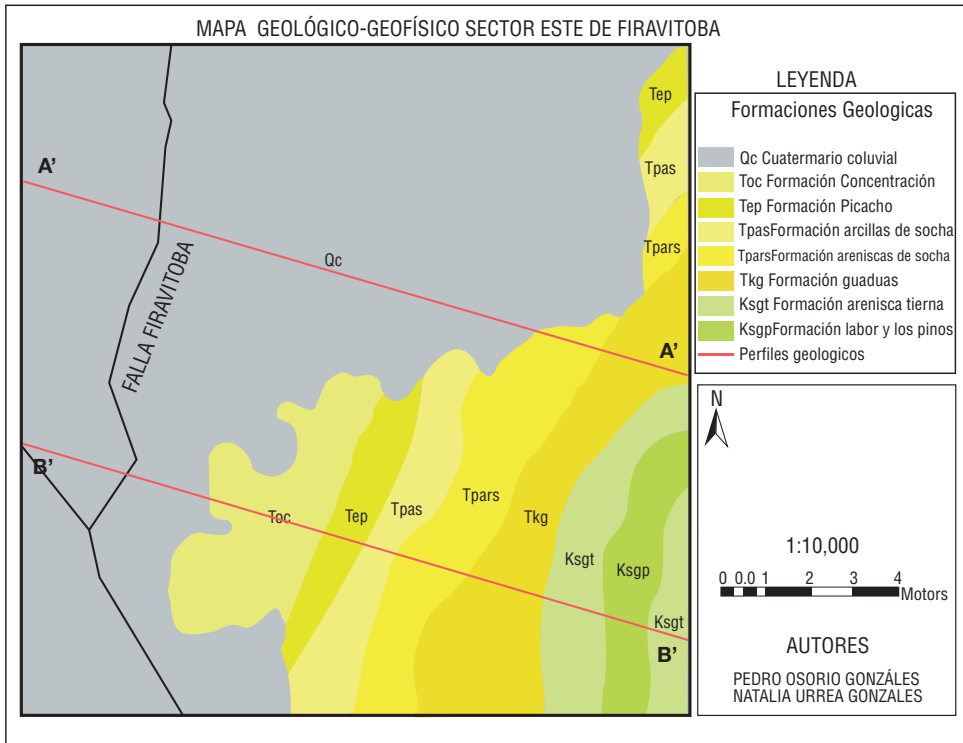 MAPA GEOLÓGICO-GEOFÍSICO SECTOR ESTE DE FIRAVITOBA
Tep
Tpas
Tpars
A'
Qc
FALLA FIRAVITOBA
A'
B'
Toc
Tep
Tpas
Tpars
Tkg
Ksgt
Ksgp
Ksgt
B'
LEYENDA
Formaciones Geologicas
Qc Cuatermario coluvial
Toc Formación Concentración
Tep Formación Picacho
TpasFormación arcillas de socha
TparsFormación areniscas de socha
Tkg Formación guaduas
Ksgt Formación arenisca tierna
KsgpFormación labor y los pinos
Perfiles geologicos
N
1:10,000
0 0.0 1 2 3 4
Motors
AUTORES
PEDRO OSORIO GONZÁLES
NATALIA URREA GONZALES